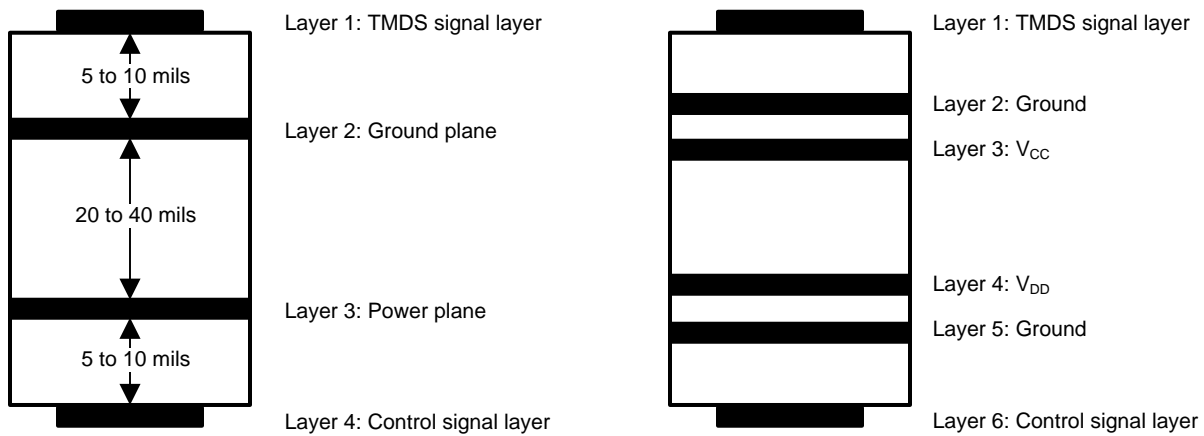 Layer 1: TMDS signal layer
5 to 10 mils
Layer 2: Ground plane
20 to 40 mils
Layer 3: Power plane
5 to 10 mils
Layer 4: Control signal layer
Layer 1: TMDS signal layer
Layer 2: Ground
Layer 3: VCC
Layer 4: VDD
Layer 5: Ground
Layer 6: Control signal layer